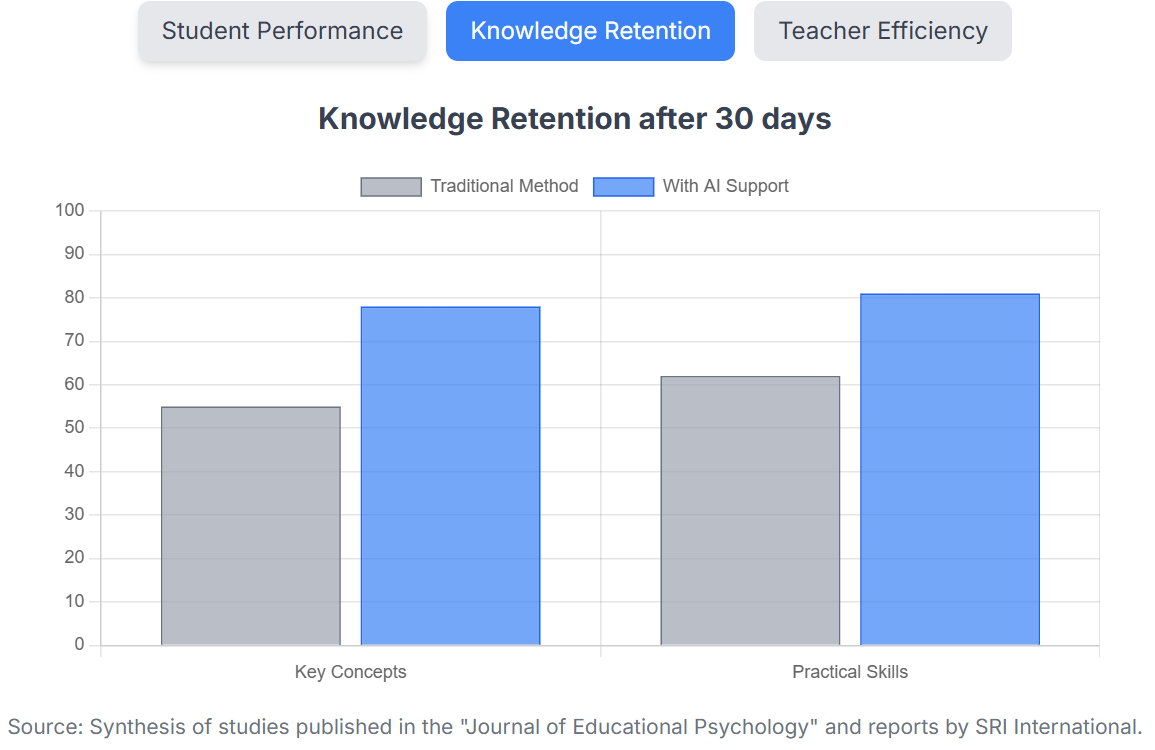 Student Performance
Knowledge Retention
Teacher Efficiency
Knowledge Retention after 30 days
Traditional Method
With AI Support
100
90
80
70
60
50
40
30
20
10
0
Key Concepts
Practical Skills
Source: Synthesis of studies published in the "Journal of Educational Psychology" and reports by SRI International.